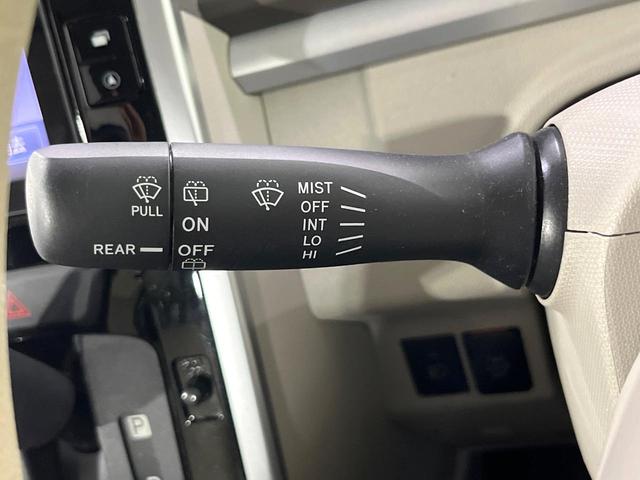 PULL
ON
REAR OFF
MIST
OFF
INT
LO
HI
P